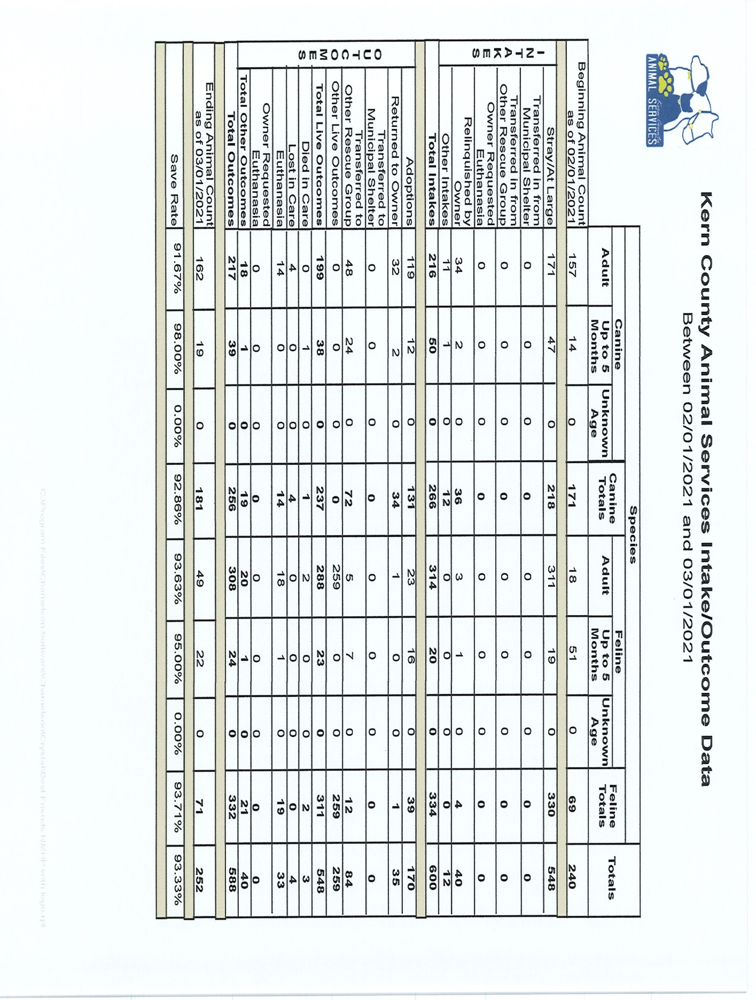 Kern County
ANIMAL SERVICES
Kern County Animal Services Intake/Outcome Data
Between 02/01/2021 and 03/01/2021
Species
Canine Feline
Adult Up to 5 Months Unknown Age Canine Totals Adult Up to 5 Months Unknown Age Feline Totals Totals
Beginning Animal Count as of 02/01/2021 157 14 0 171 18 51 0 69 240
INTAKES
Stray/At Large 171 47 0 218 311 19 0 330 548
Transferred in from Municipal Shelter 0 0 0 0 0 0 0 0 0
Transferred in from Other Rescue Group 0 0 0 0 0 0 0 0 0
Owner Requested Euthanasia 0 0 0 0 0 0 0 0 0
Relinquished by Owner 34 2 0 36 3 1 0 4 40
Other Intakes 11 1 0 12 0 0 0 0 12
Total Intakes 216 50 0 266 314 20 0 334 600
OUTCOMES
Adoptions 119 12 0 131 23 16 0 39 170
Returned to Owner 32 2 0 34 1 0 0 1 35
Transferred to Municipal Shelter 0 0 0 0 0 0 0 0 0
Transferred to Other Rescue Group 48 24 0 72 5 7 0 12 84
Other Live Outcomes 0 0 0 0 259 0 0 259 259
Total Live Outcomes 199 38 0 237 288 23 0 311 548
Died in Care 0 1 0 1 2 0 0 2 3
Lost in Care 4 0 0 4 0 0 0 0 4
Euthanasia 14 0 0 14 18 1 0 19 33
Owner Requested Euthanasia 0 0 0 0 0 0 0 0 0
Total Other Outcomes 18 1 0 19 20 1 0 21 40
Total Outcomes 217 39 0 256 308 24 0 332 588
Ending Animal Count as of 03/01/2021 162 19 0 181 49 22 0 71 252
Save Rate 91.67% 98.00% 0.00% 92.86% 93.63% 95.00% 0.00% 93.71% 93.33%
C:\Program Files\Chameleon Software\Chameleon\Crystal\Best Friends NMHP with logo.rpt